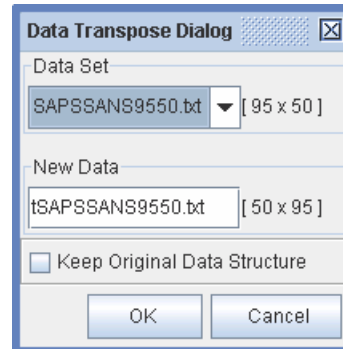 Data Transpose Dialog
Data Set
SAPSSANS9550.txt [ 95 x 50 ]
New Data
tSAPSSANS9550.txt [ 50 x 95 ]
Keep Original Data Structure
OK Cancel